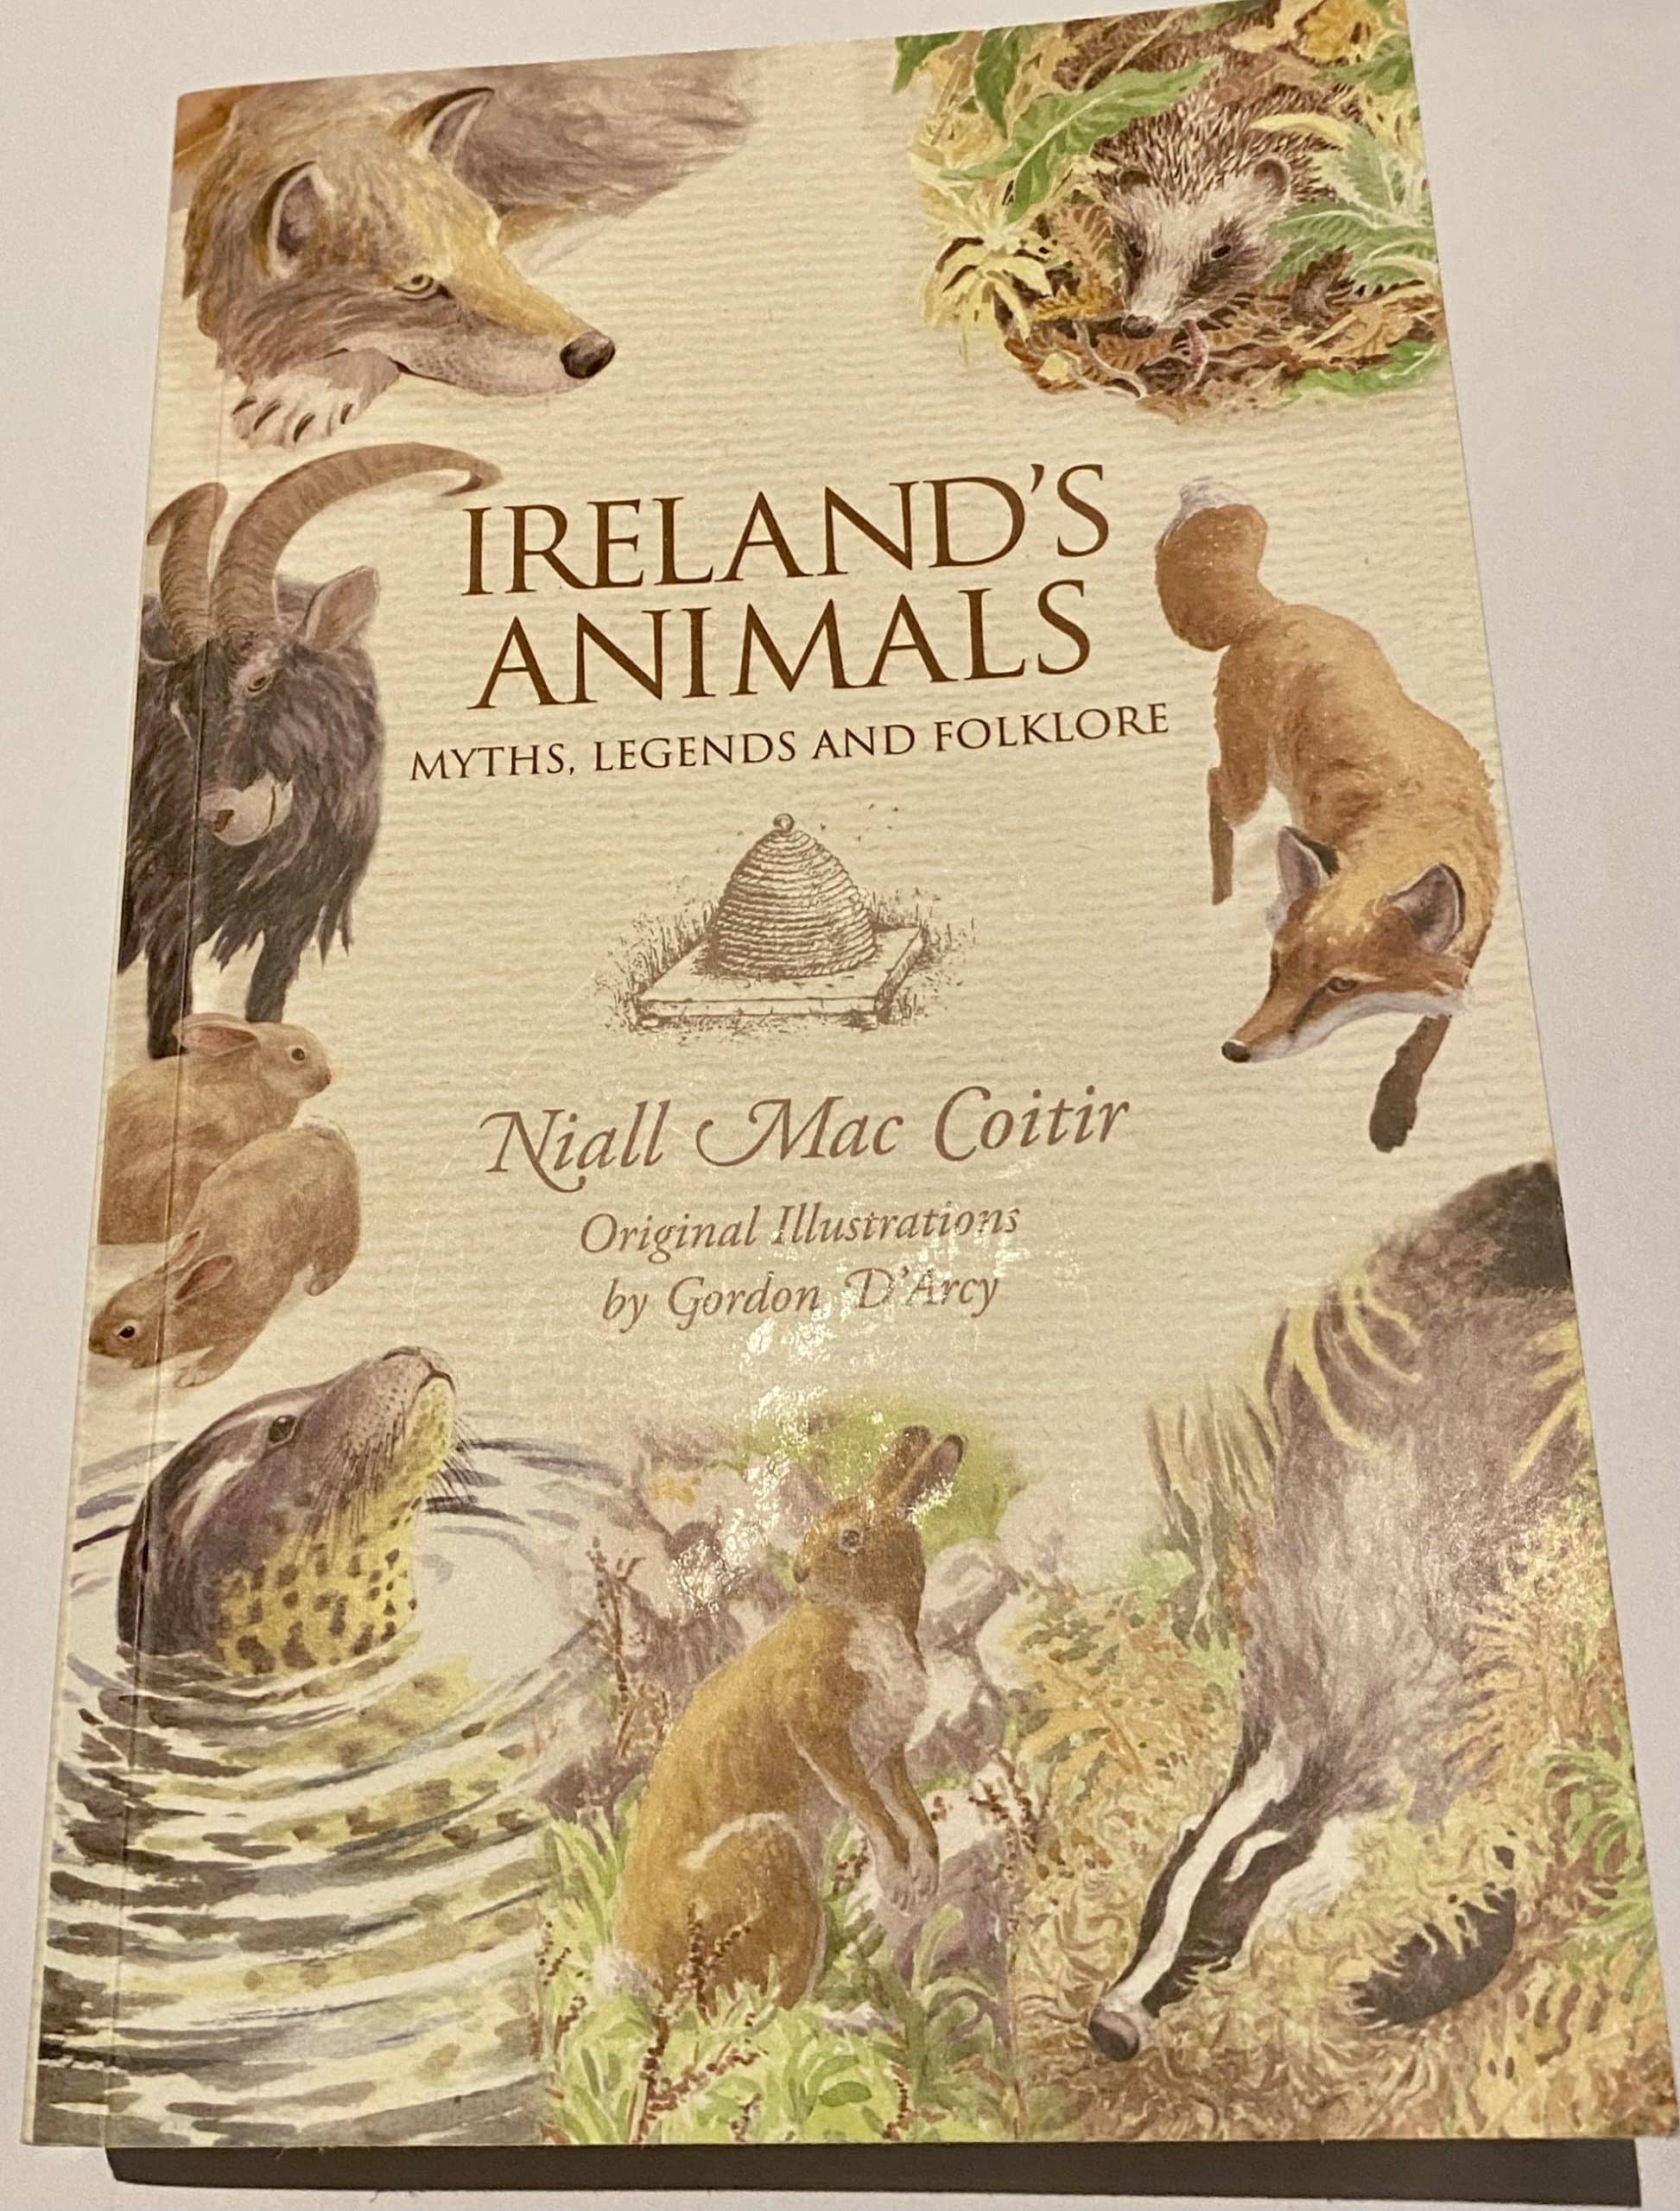 IRELAND'S
ANIMALS
MYTHS, LEGENDS AND FOLKLORE
Niall Mac Coitir
Original Illustrations
by Gordon D'Arcy